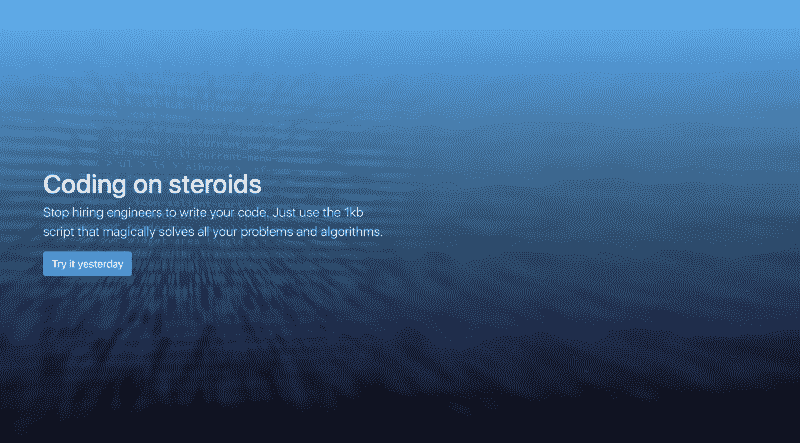 Coding on steroids
Stop hiring engineers to write your code. Just use the 1kb
script that magically solves all your problems and algorithms.
Try it yesterday